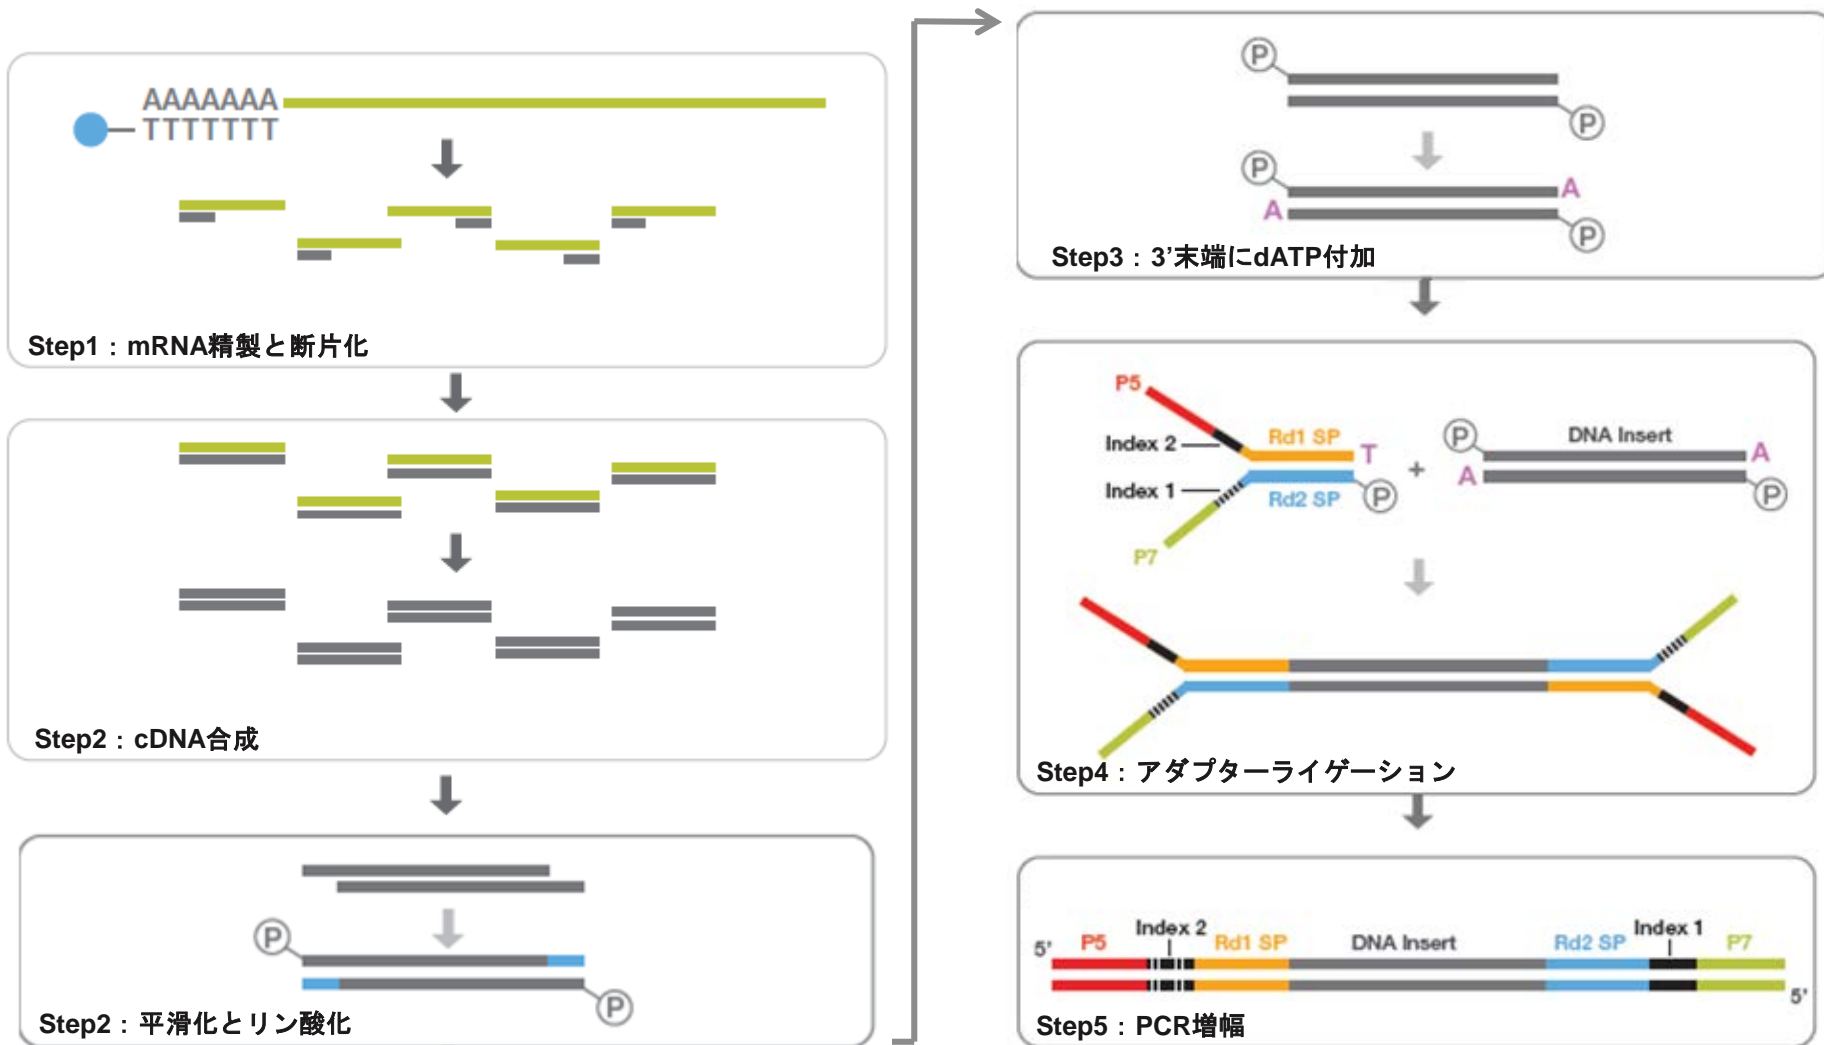 AAAAAAA
TTTTTTT
Step1：mRNA精製と断片化
Step2：cDNA合成
P
P
Step2：平滑化とリン酸化
P
P
P
A
A
P
Step3：3’末端にdATP付加
P5
Index 2
Rd1 SP
T
+
Index 1
Rd2 SP
P
P7
P
DNA Insert
A
A
P
Step4：アダプターライゲーション
5'
P5
Index 2
Rd1 SP
DNA Insert
Rd2 SP
Index 1
P7
5'
Step5：PCR増幅